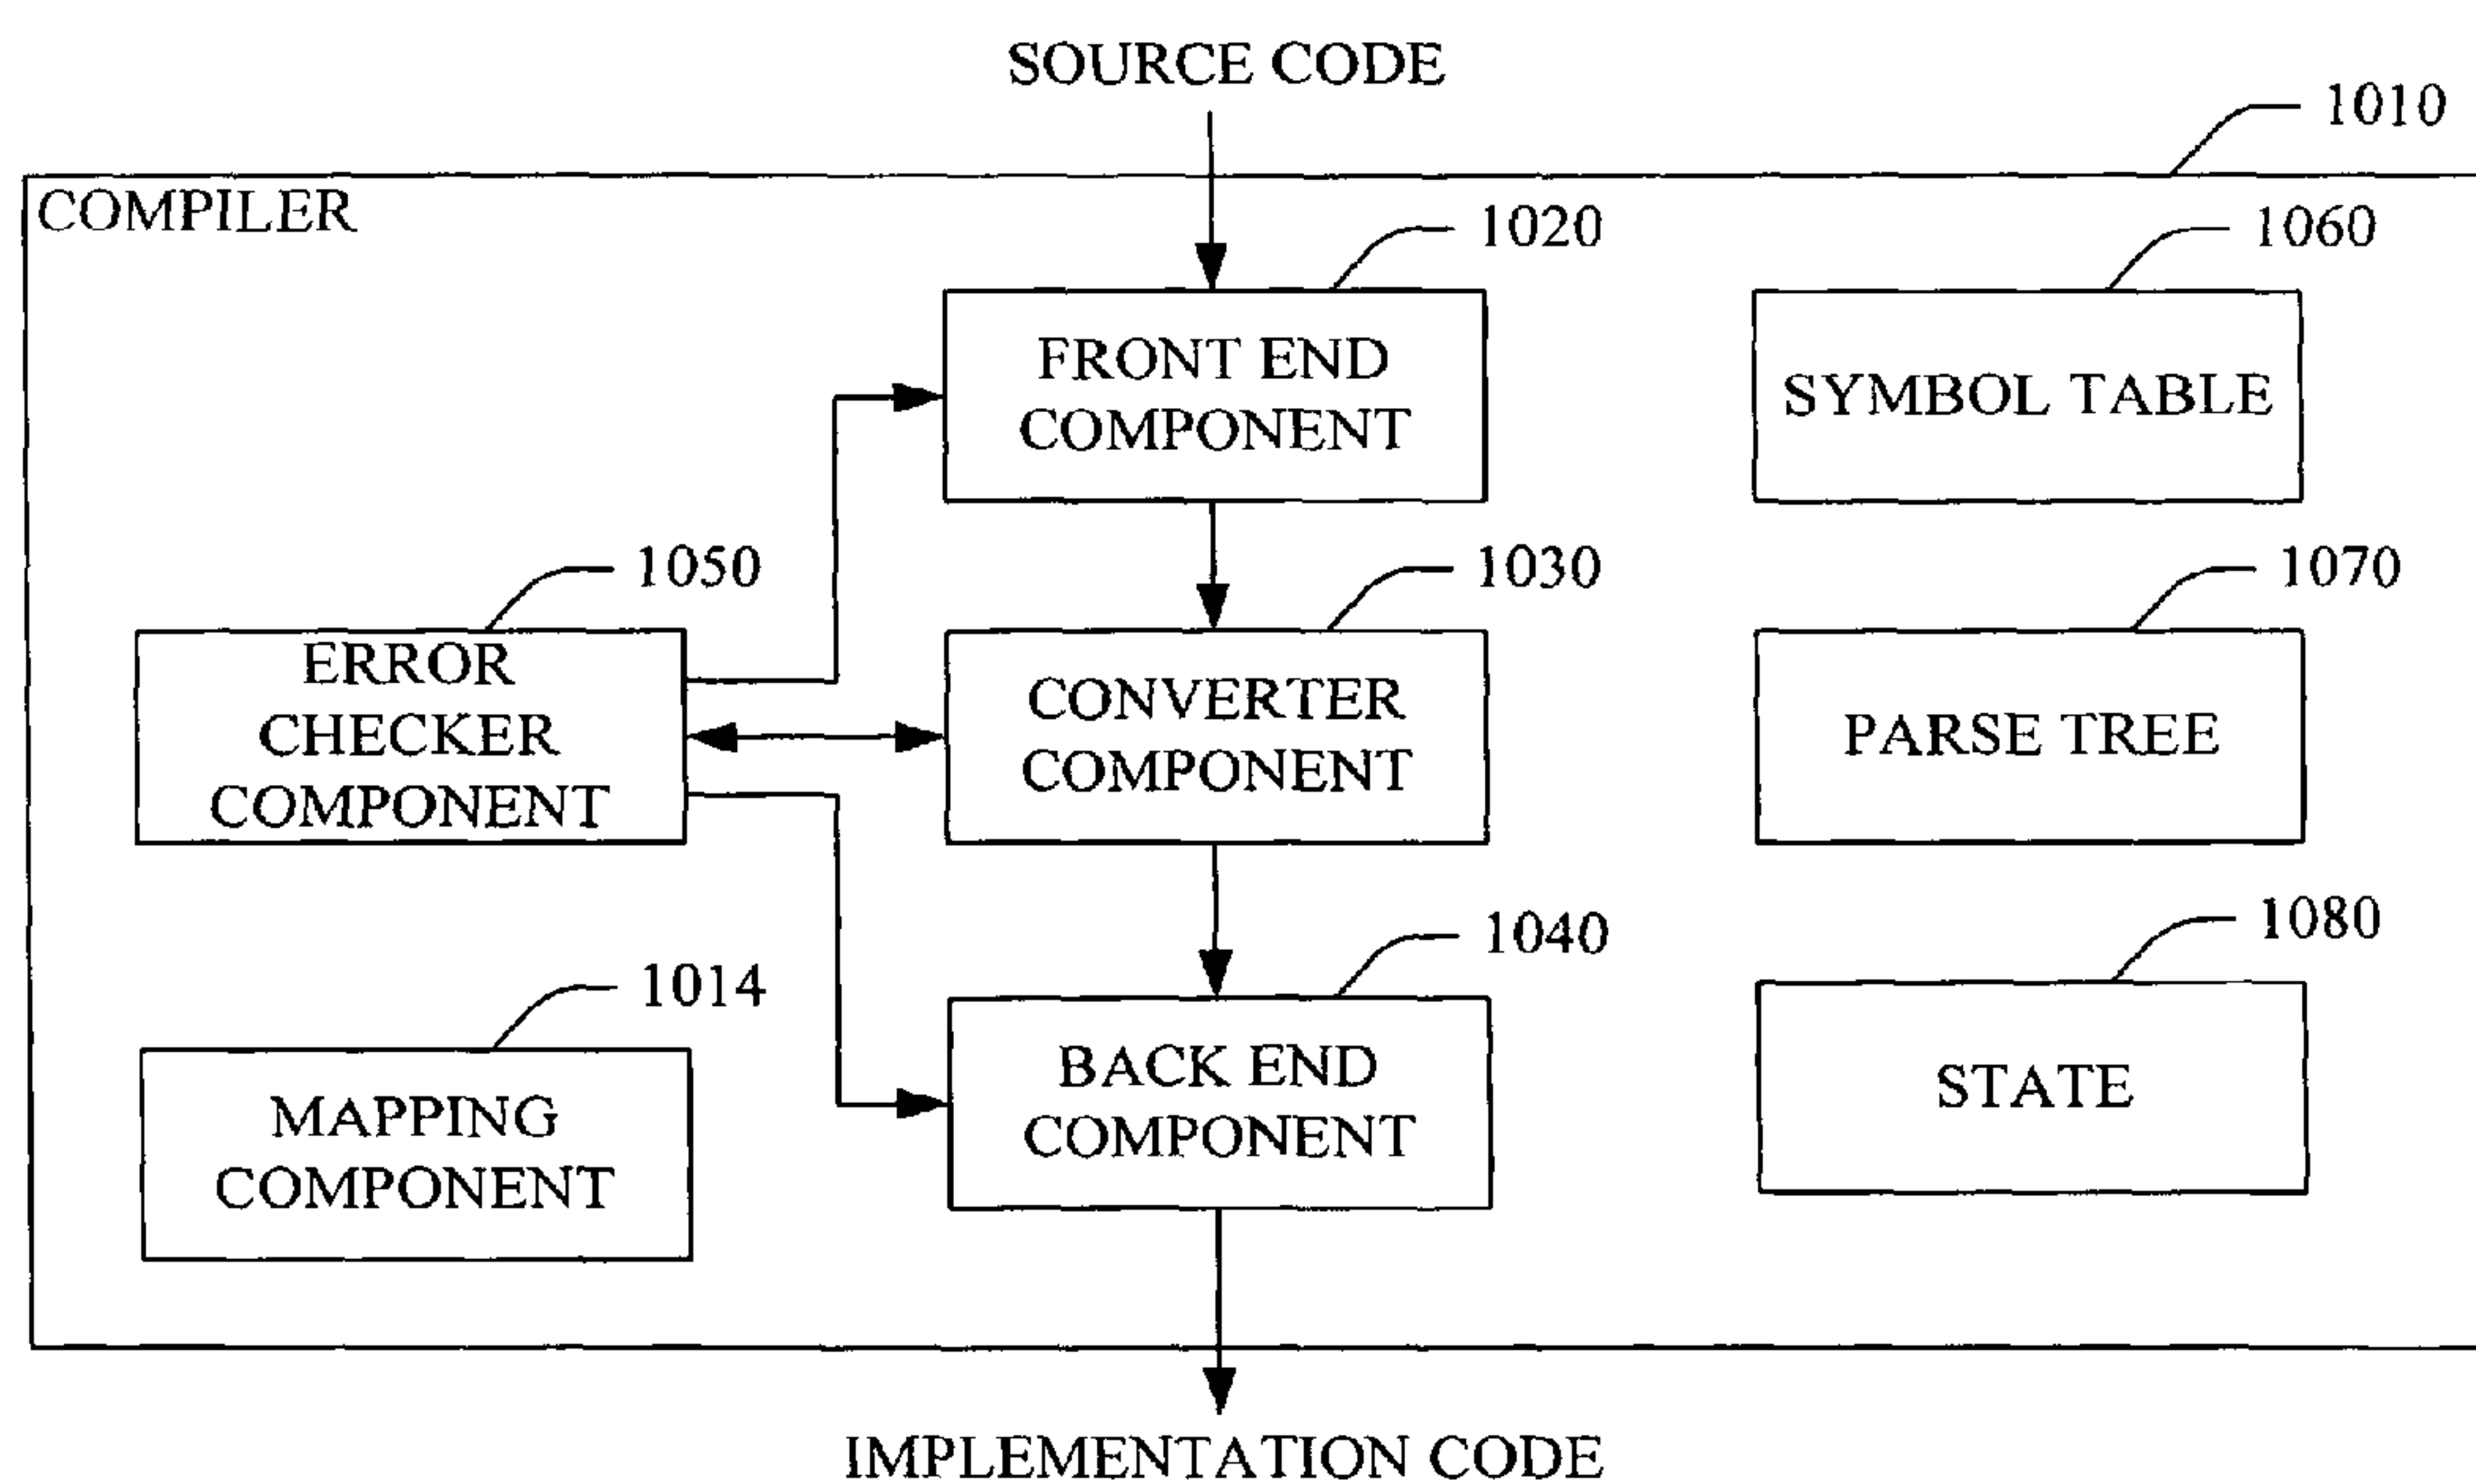 SOURCE CODE
1010
COMPILER
1020
1060
FRONT END
COMPONENT
SYMBOL TABLE
1050
1030
1070
ERROR
CHECKER
COMPONENT
CONVERTER
COMPONENT
PARSE TREE
1014
1040
1080
MAPPING
COMPONENT
BACK END
COMPONENT
STATE
IMPLEMENTATION CODE